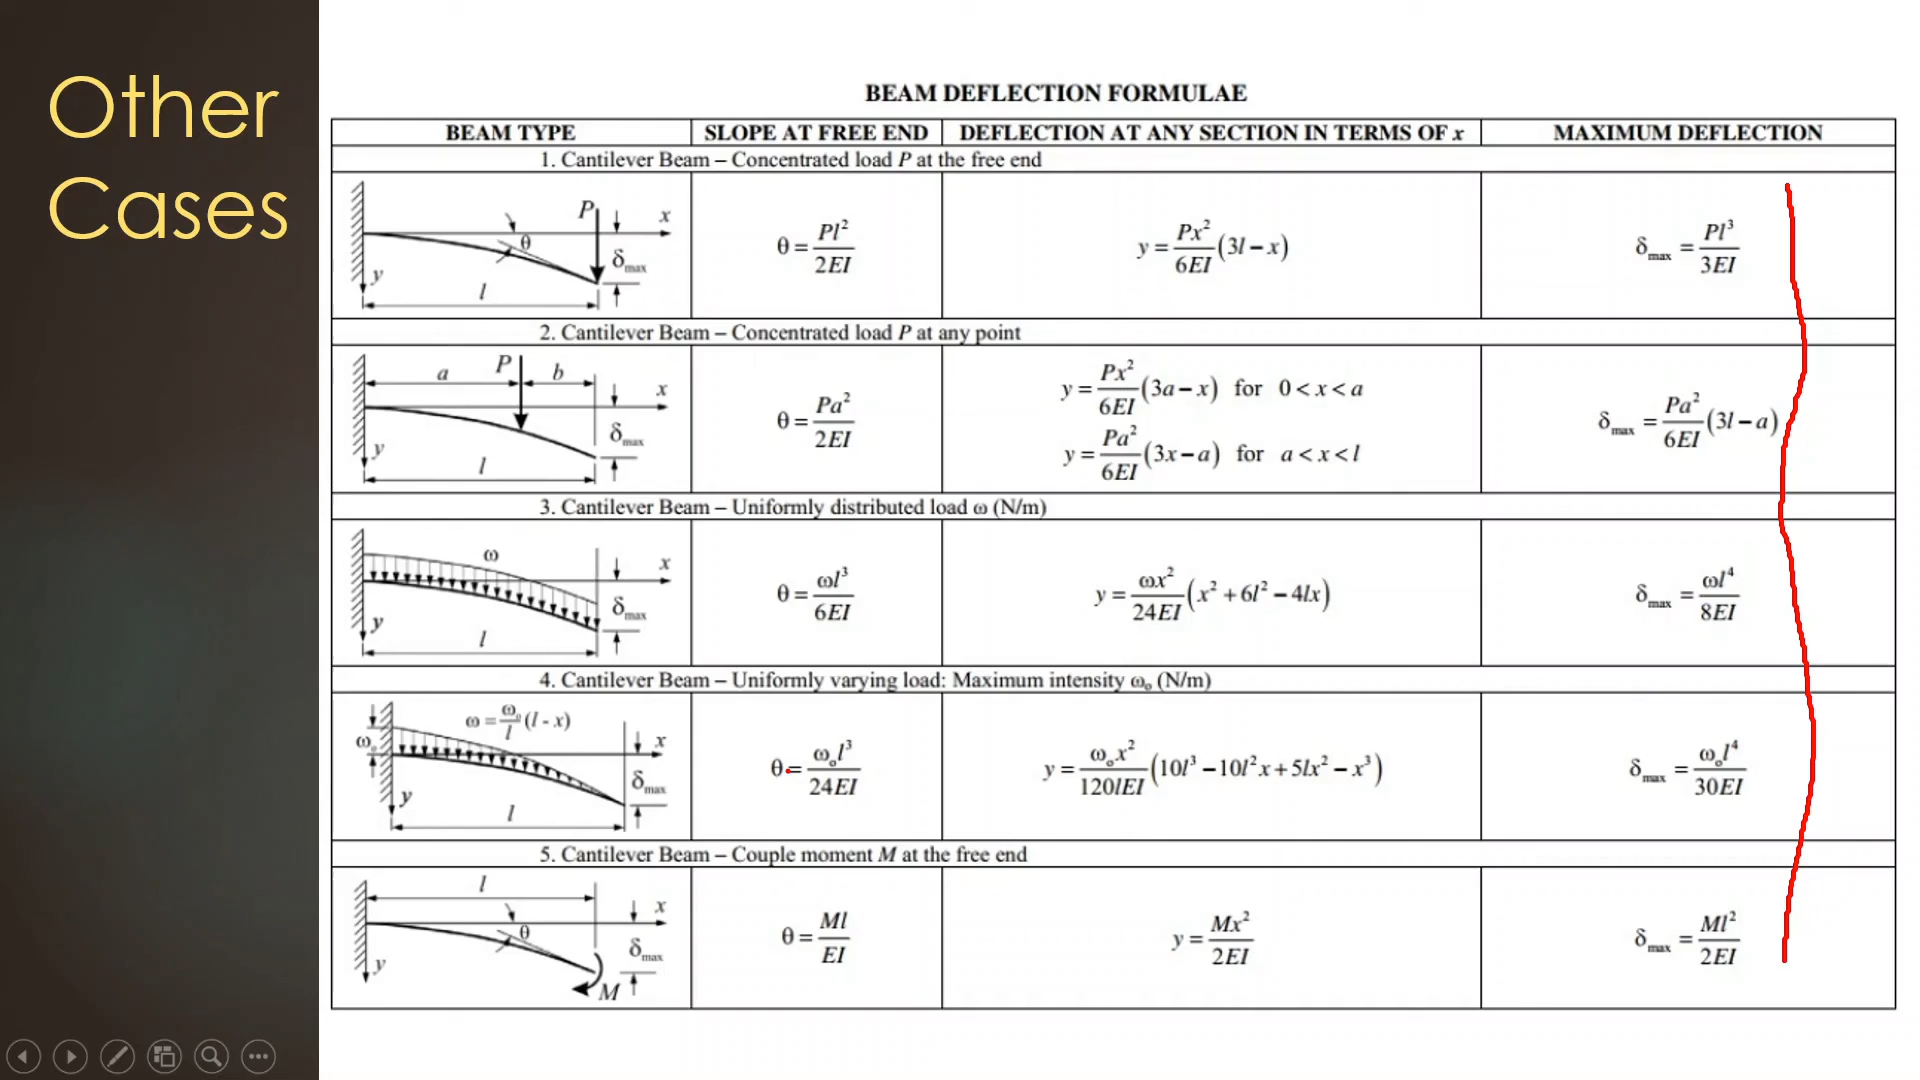 Other
Cases
BEAM DEFLECTION FORMULAE
BEAM TYPE SLOPE AT FREE END DEFLECTION AT ANY SECTION IN TERMS OF x MAXIMUM DEFLECTION
1. Cantilever Beam – Concentrated load P at the free end
P x θ δmax y l
θ = Pl²/2EI
y = Px²/6EI (3l − x)
δmax = Pl³/3EI
2. Cantilever Beam – Concentrated load P at any point
a P b x δmax y l
θ = Pa²/2EI
y = Px²/6EI (3a − x) for 0 < x < a
y = Pa²/6EI (3x − a) for a < x < l
δmax = Pa²/6EI (3l − a)
3. Cantilever Beam – Uniformly distributed load ω (N/m)
ω x δmax y l
θ = ωl³/6EI
y = ωx²/24EI (x² + 6l² − 4lx)
δmax = ωl⁴/8EI
4. Cantilever Beam – Uniformly varying load: Maximum intensity ωₒ (N/m)
ω = ωₒ/l (l - x)
ωₒ x δmax y l
θ = ωₒl³/24EI
y = ωₒx²/120lEI (10l³ − 10l²x + 5lx² − x³)
δmax = ωₒl⁴/30EI
5. Cantilever Beam – Couple moment M at the free end
l x θ δmax y M
θ = Ml/EI
y = Mx²/2EI
δmax = Ml²/2EI